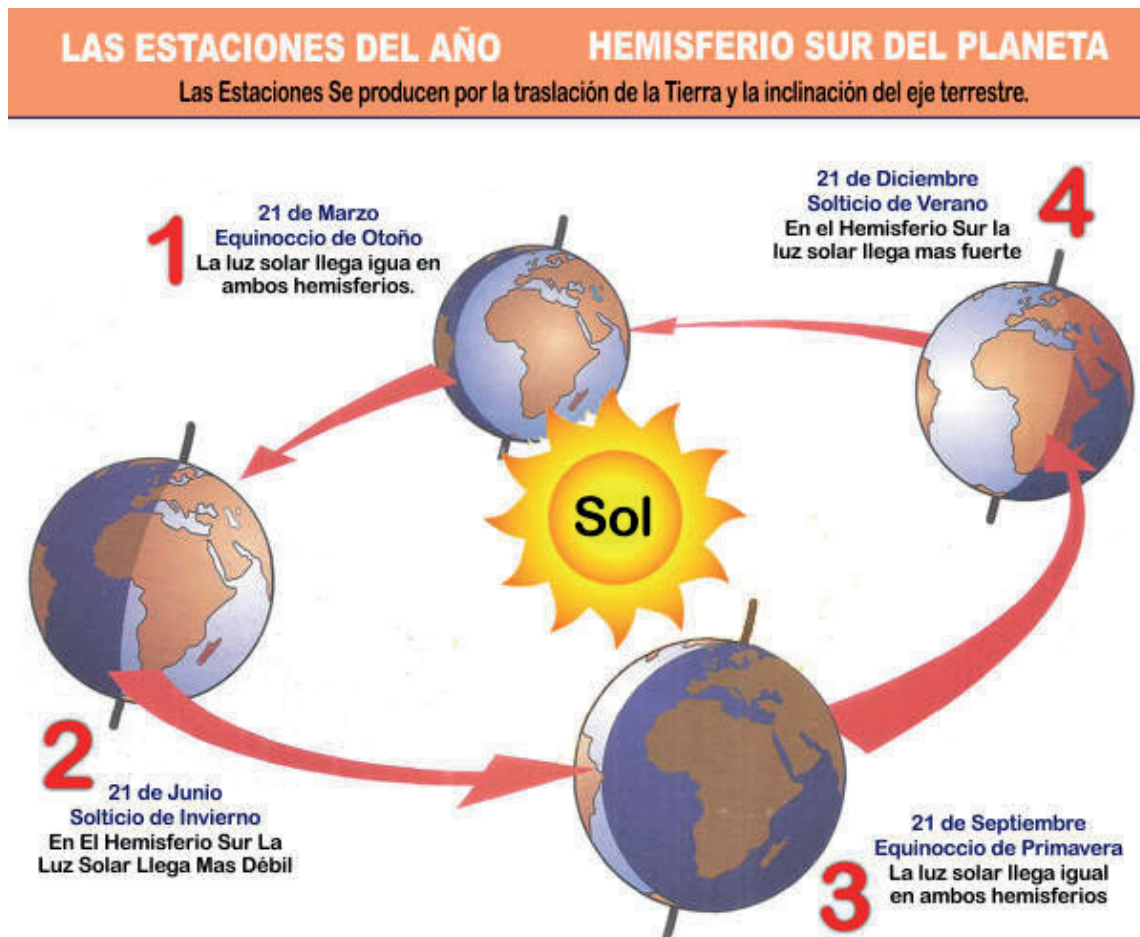 LAS ESTACIONES DEL AÑO HEMISFERIO SUR DEL PLANETA
Las Estaciones Se producen por la traslación de la Tierra y la inclinación del eje terrestre.
1
21 de Marzo
Equinoccio de Otoño
La luz solar llega igua en
ambos hemisferios.
4
21 de Diciembre
Solticio de Verano
En el Hemisferio Sur la
luz solar llega mas fuerte
Sol
2
21 de Junio
Solticio de Invierno
En El Hemisferio Sur La
Luz Solar Llega Mas Débil
3
21 de Septiembre
Equinoccio de Primavera
La luz solar llega igual
en ambos hemisferios